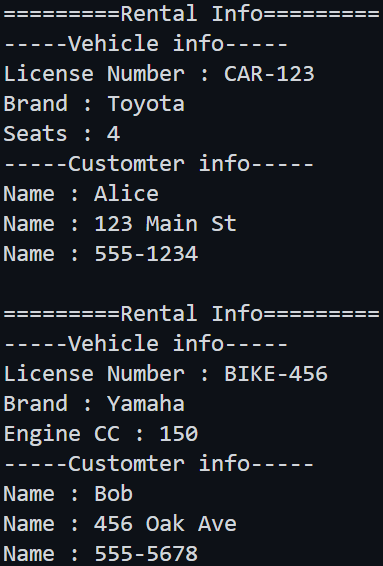 =========Rental Info=========
-----Vehicle info-----
License Number : CAR-123
Brand : Toyota
Seats : 4
-----Customter info-----
Name : Alice
Name : 123 Main St
Name : 555-1234
=========Rental Info=========
-----Vehicle info-----
License Number : BIKE-456
Brand : Yamaha
Engine CC : 150
-----Customter info-----
Name : Bob
Name : 456 Oak Ave
Name : 555-5678